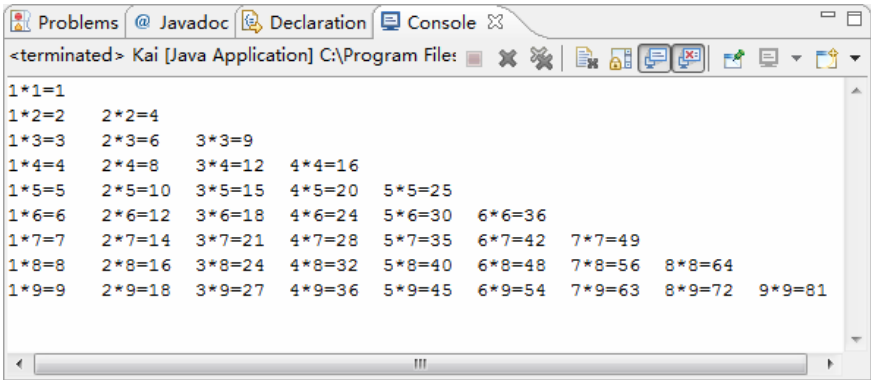 Problems @ Javadoc Declaration Console
<terminated> Kai [Java Application] C:\Program Files
1*1=1
1*2=2 2*2=4
1*3=3 2*3=6 3*3=9
1*4=4 2*4=8 3*4=12 4*4=16
1*5=5 2*5=10 3*5=15 4*5=20 5*5=25
1*6=6 2*6=12 3*6=18 4*6=24 5*6=30 6*6=36
1*7=7 2*7=14 3*7=21 4*7=28 5*7=35 6*7=42 7*7=49
1*8=8 2*8=16 3*8=24 4*8=32 5*8=40 6*8=48 7*8=56 8*8=64
1*9=9 2*9=18 3*9=27 4*9=36 5*9=45 6*9=54 7*9=63 8*9=72 9*9=81